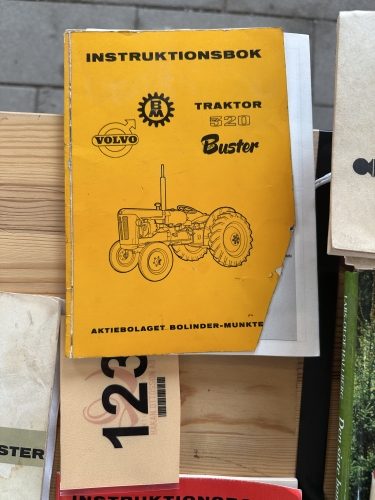 INSTRUKTIONSBOK
BM
TRAKTOR
320
VOLVO
Buster
AKTIEBOLAGET BOLINDER-MUNKTE
123
STER
INSTRUKTIONSBOK